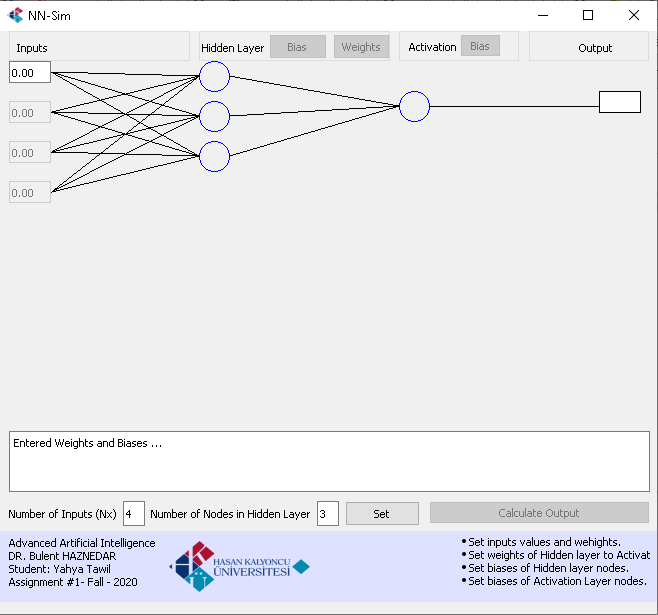 NN-Sim
Inputs
Hidden Layer Bias Weights
Activation Bias
Output
0.00
0.00
0.00
0.00
Entered Weights and Biases ...
Number of Inputs (Nx) 4 Number of Nodes in Hidden Layer 3 Set Calculate Output
Advanced Artificial Intelligence
DR. Bulent HAZNEDAR
Student: Yahya Tawil
Assignment #1- Fall - 2020
HASAN KALYONCU
ÜNİVERSİTESİ
•Set inputs values and wehights.
•Set weights of Hidden layer to Activat
•Set biases of Hidden layer nodes.
•Set biases of Activation Layer nodes.